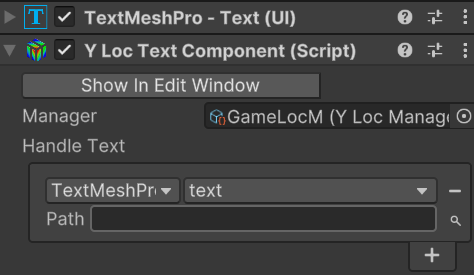 TextMeshPro - Text (UI)
Y Loc Text Component (Script)
Show In Edit Window
Manager GameLocM (Y Loc Manage
Handle Text
TextMeshPr text
Path